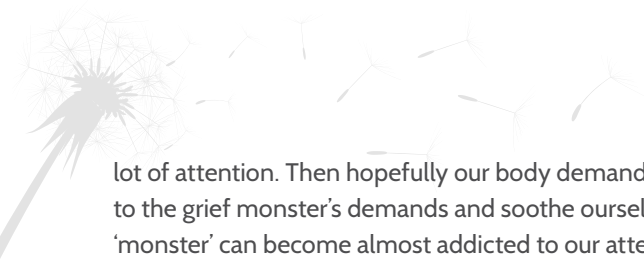 lot of attention. Then hopefully our body
to the grief monster’s demands and soothe
‘monster’ can become almost addicted to our